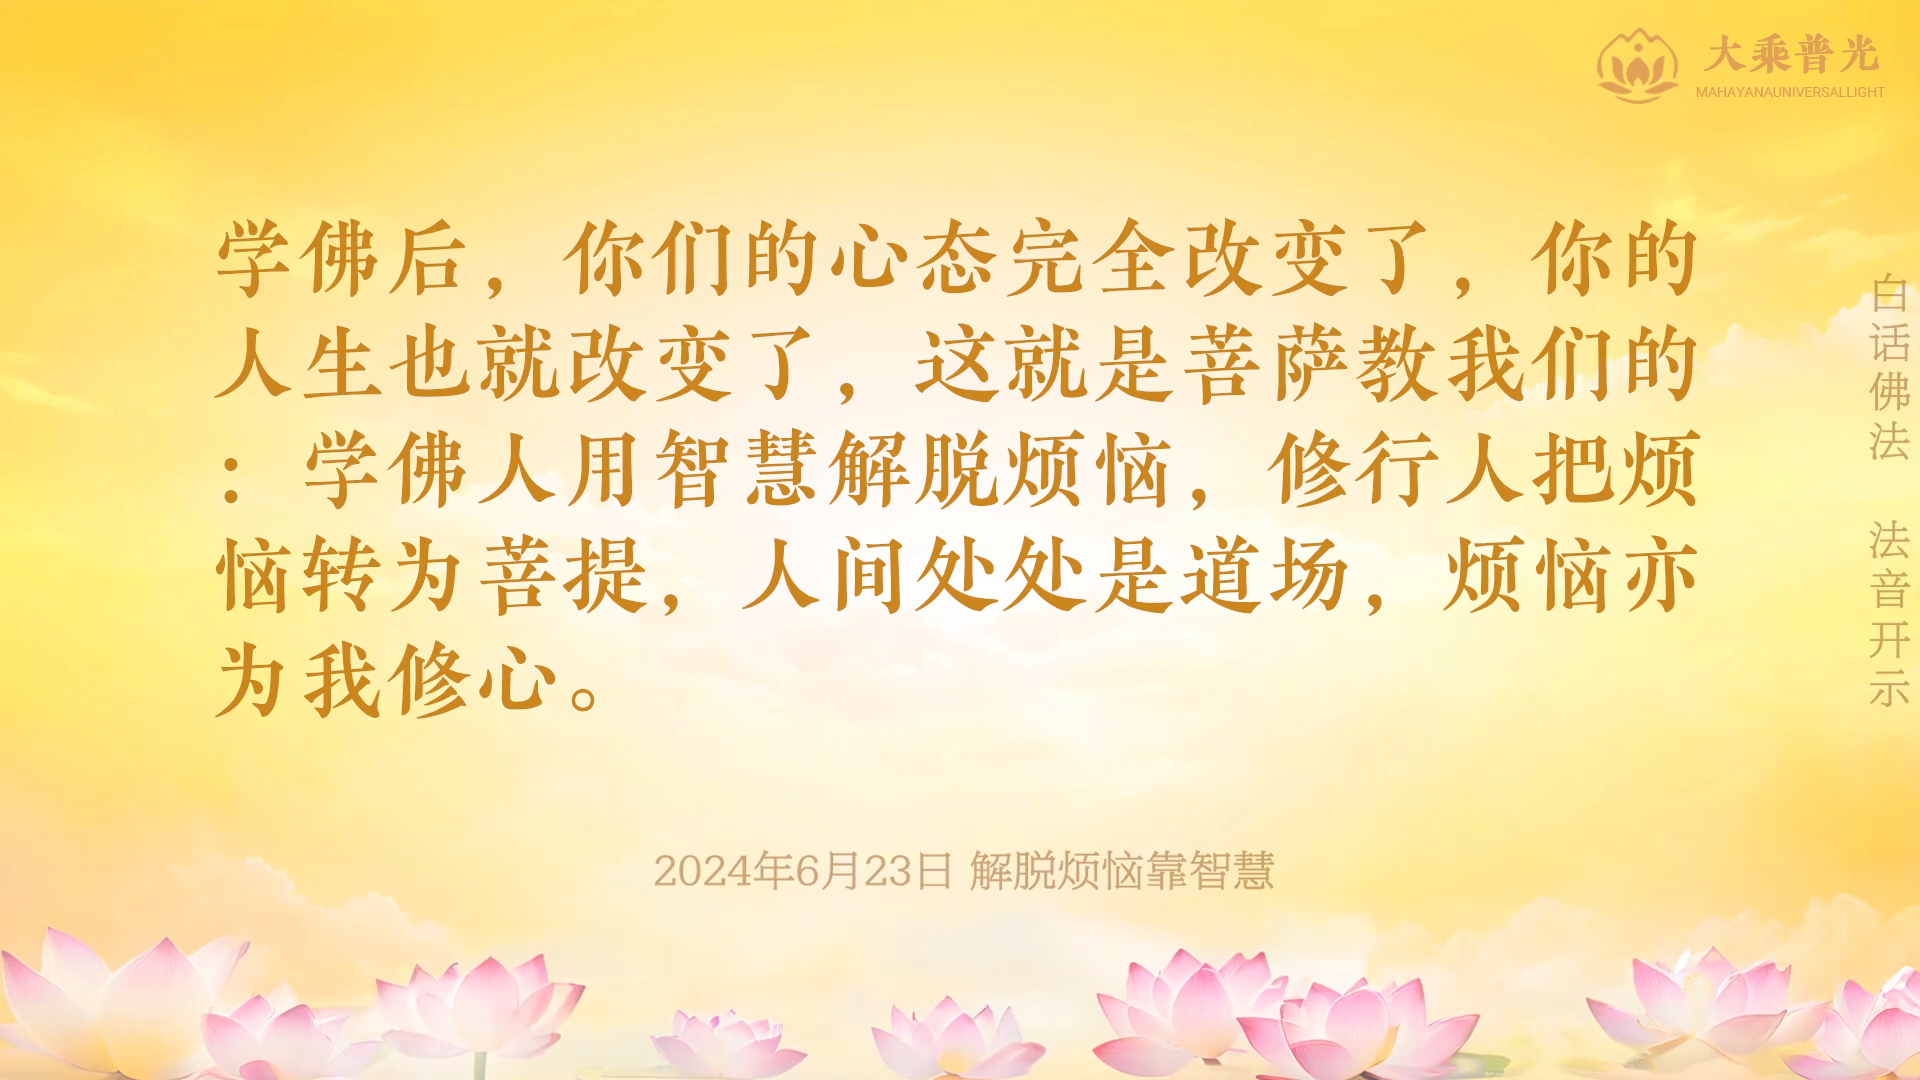 大乘普光
MAHAYANAUNIVERSALLIGHT
学佛后，你们的心态完全改变了，你的
人生也就改变了，这就是菩萨教我们的
：学佛人用智慧解脱烦恼，修行人把烦
恼转为菩提，人间处处是道场，烦恼亦
为我修心。
白话佛法 法音开示
2024年6月23日 解脱烦恼靠智慧